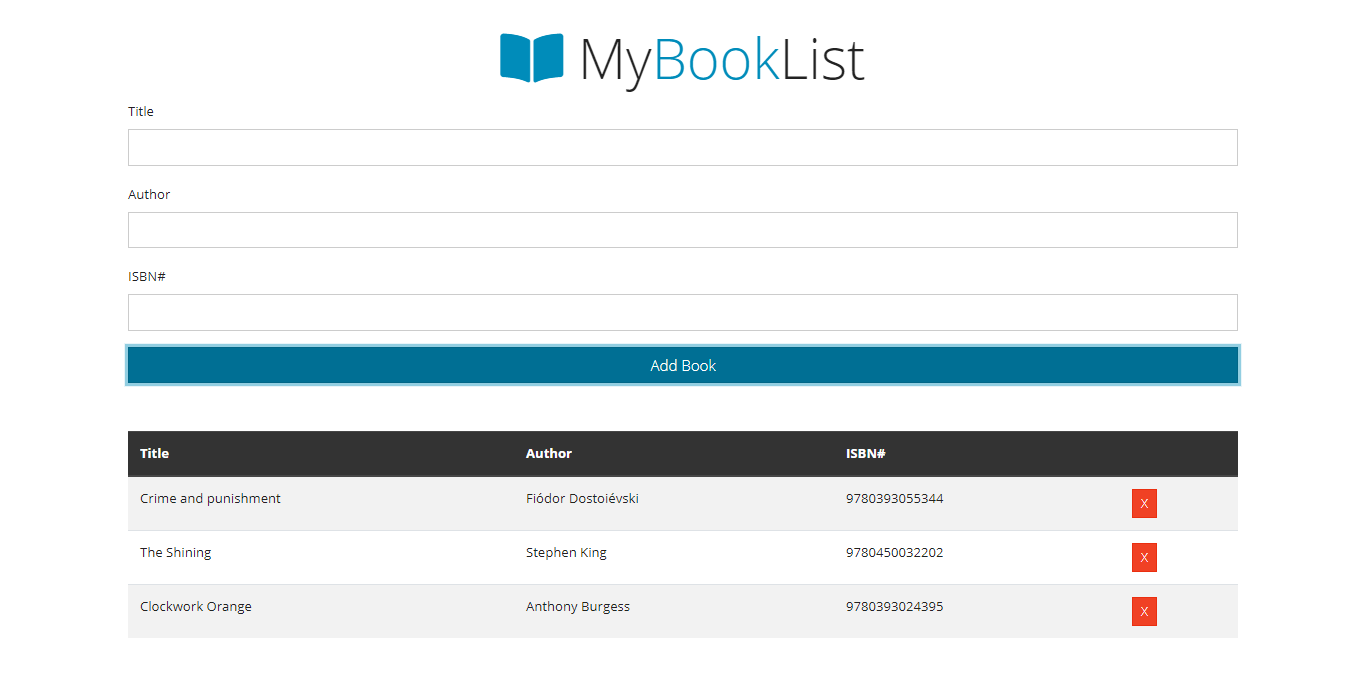 MyBookList
Title
Author
ISBN#
Add Book
Title Author ISBN#
Crime and punishment Fiódor Dostoiévski 9780393055344 X
The Shining Stephen King 9780450032202 X
Clockwork Orange Anthony Burgess 9780393024395 X